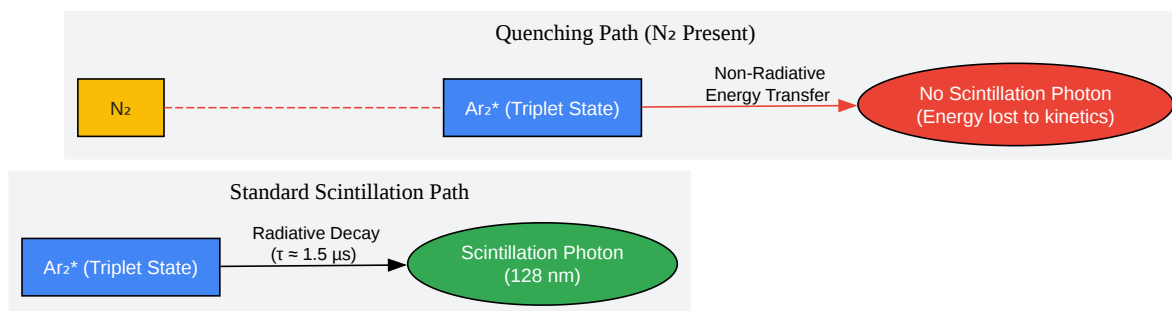 Quenching Path (N₂ Present)
N₂
Ar₂* (Triplet State)
Non-Radiative
Energy Transfer
No Scintillation Photon
(Energy lost to kinetics)
Standard Scintillation Path
Ar₂* (Triplet State)
Radiative Decay
(τ ≈ 1.5 µs)
Scintillation Photon
(128 nm)